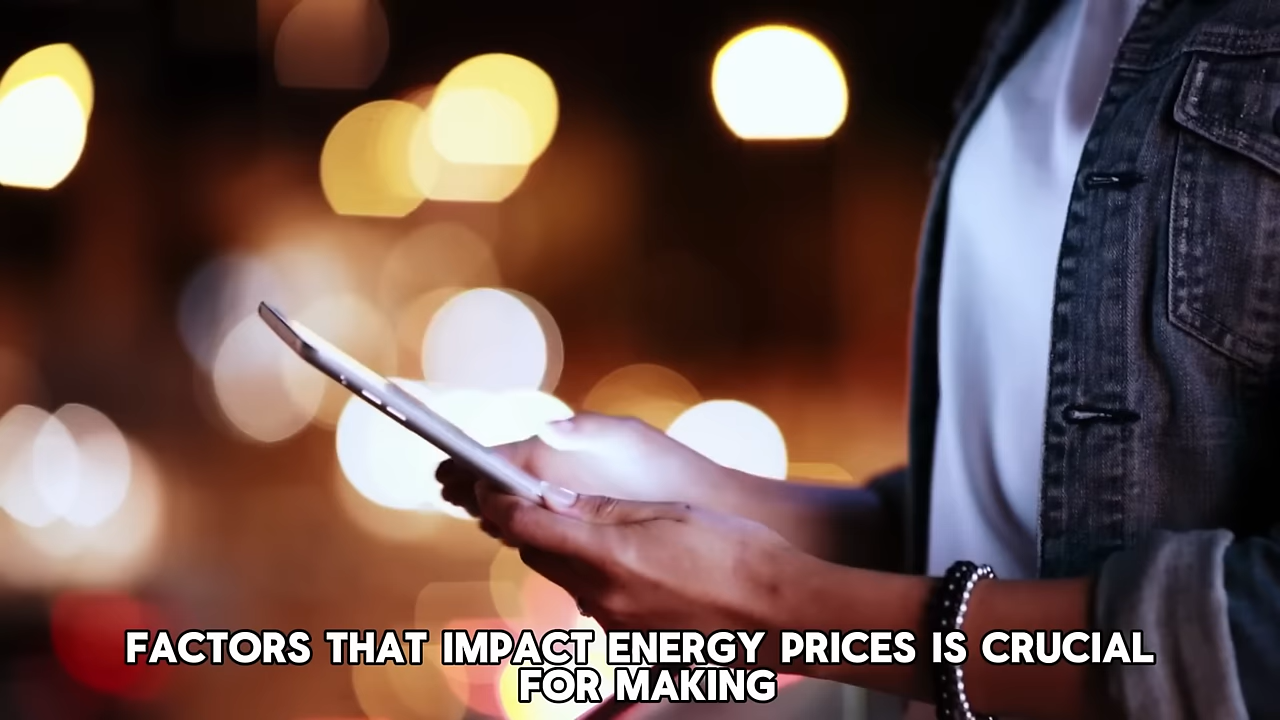 FACTORS THAT IMPACT ENERGY PRICES IS CRUCIAL
FOR MAKING